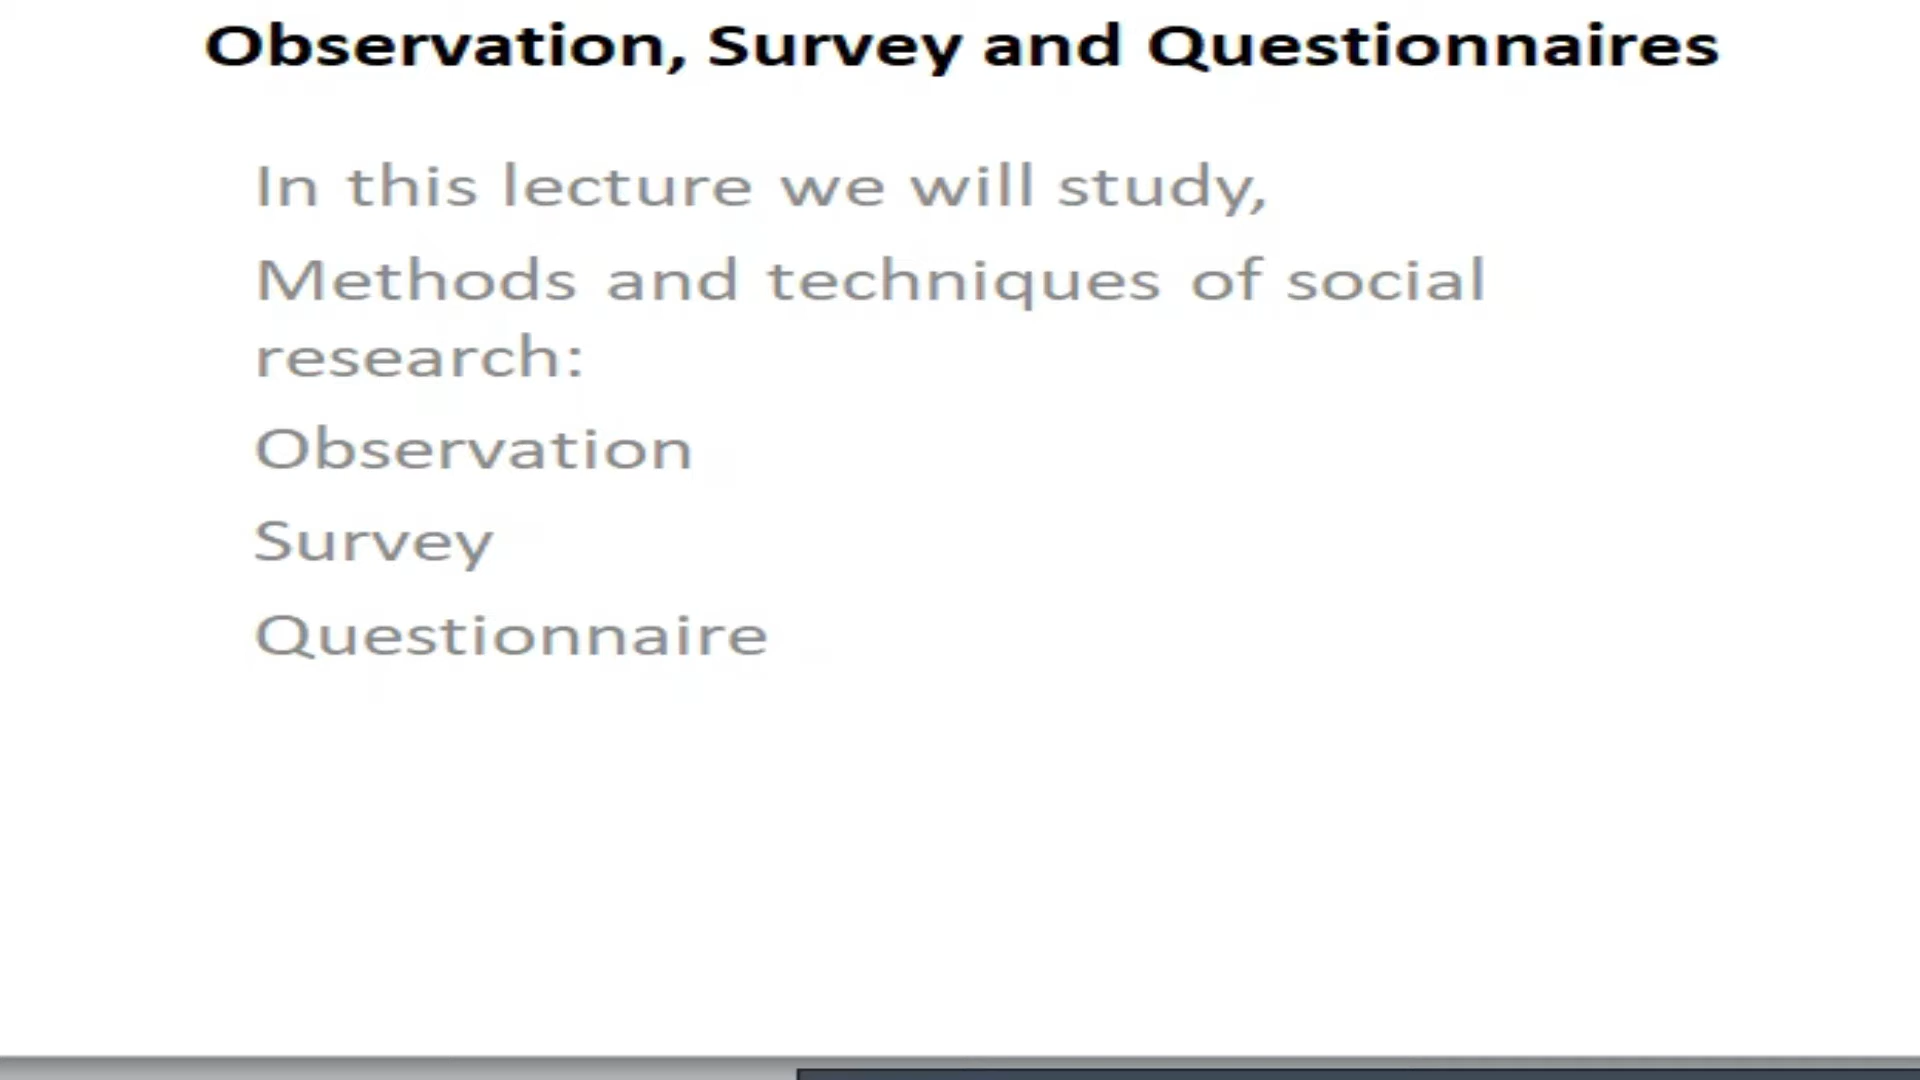 Observation, Survey and Questionnaires
In this lecture we will study,
Methods and techniques of social
research:
Observation
Survey
Questionnaire